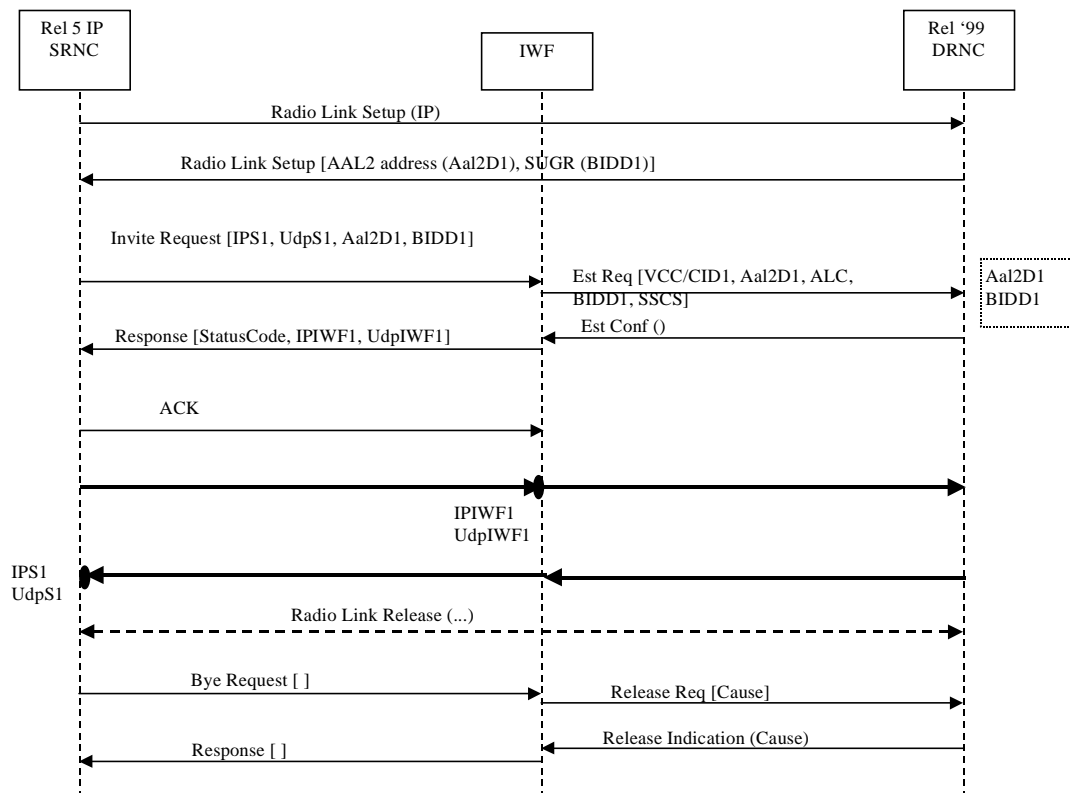 Rel 5 IP
SRNC
IWF
Rel ‘99
DRNC
Radio Link Setup (IP)
Radio Link Setup [AAL2 address (Aal2D1), SUGR (BIDD1)]
Invite Request [IPS1, UdpS1, Aal2D1, BIDD1]
Est Req [VCC/CID1, Aal2D1, ALC,
BIDD1, SSCS]
Aal2D1
BIDD1
Est Conf ()
Response [StatusCode, IPIWF1, UdpIWF1]
ACK
IPIWF1
UdpIWF1
IPS1
UdpS1
Radio Link Release (...)
Bye Request [ ]
Release Req [Cause]
Release Indication (Cause)
Response [ ]